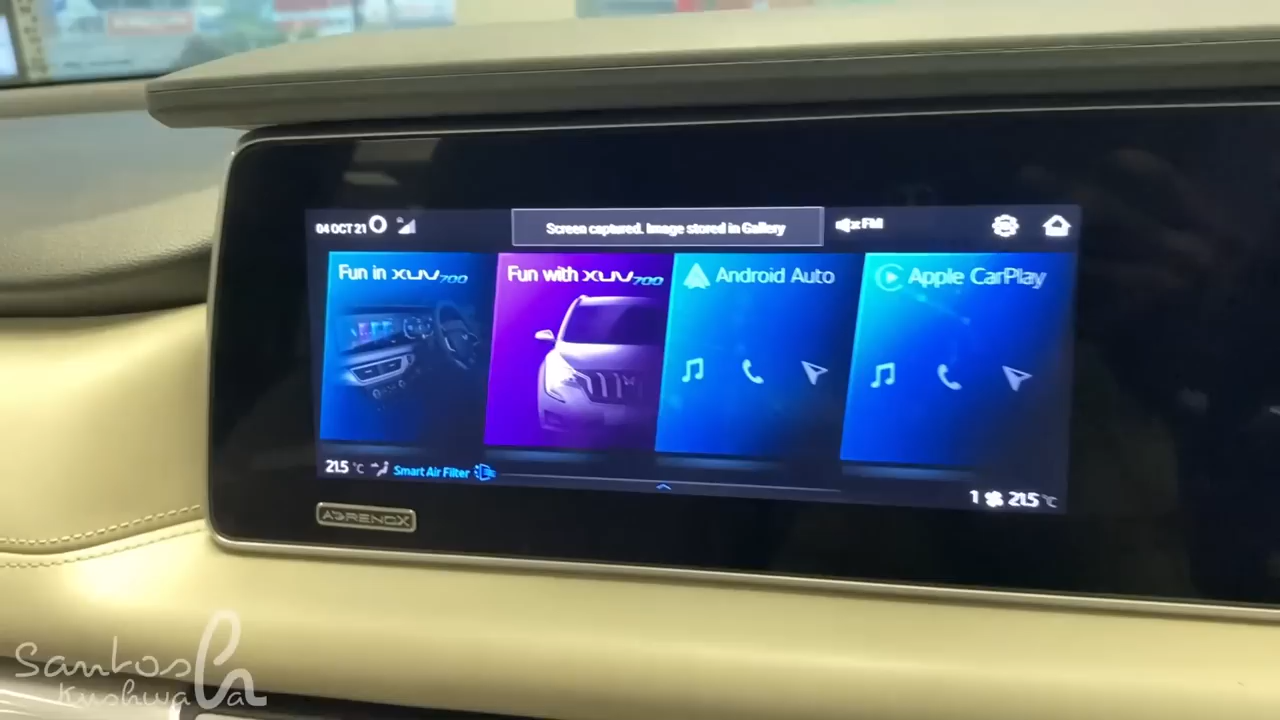 04 OCT 21
Screen captured. Image stored in Gallery
FM
Fun in XUV700
Fun with XUV700
Android Auto
Apple CarPlay
21.5 °C
Smart Air Filter
1
21.5 °C
ADRENOX
Santosh
Kushwaha